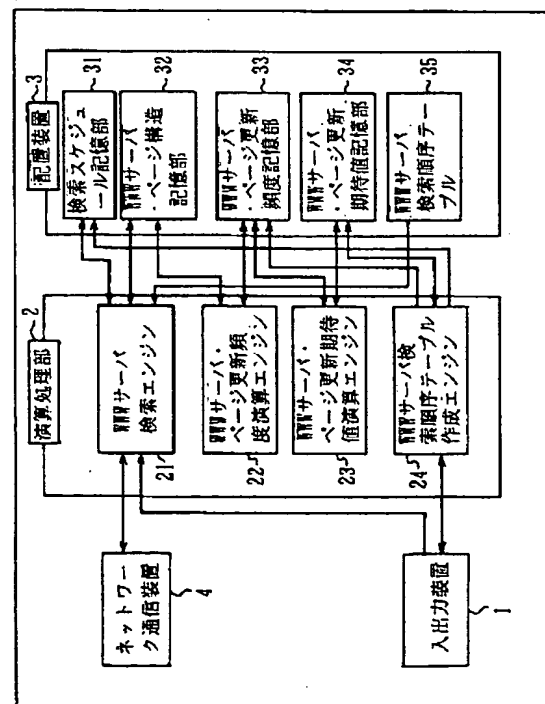 配置装置
3
検索スケジュ
ール記憶部
31
WWWサーバ
・ページ構造
記憶部
32
WWWサーバ
・ページ更新
頻度記憶部
33
WWWサーバ
・ページ更新
期待値記憶部
34
WWWサーバ
検索順序テー
ブル
35
演算処理部
2
WWWサーバ
検索エンジン
21
WWWサーバ・
ページ更新頻
度演算エンジン
22
WWWサーバ・
ページ更新期待
値演算エンジン
23
WWWサーバ検
索順序テーブル
作成エンジン
24
ネットワー
ク通信装置
4
入出力装置
1